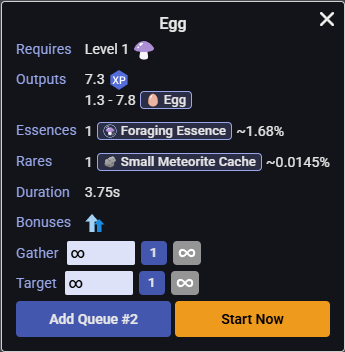 Egg
Requires Level 1
Outputs 7.3 XP
1.3 - 7.8 Egg
Essences 1 Foraging Essence ~1.68%
Rares 1 Small Meteorite Cache ~0.0145%
Duration 3.75s
Bonuses
Gather ∞ 1 ∞
Target ∞ 1 ∞
Add Queue #2 Start Now